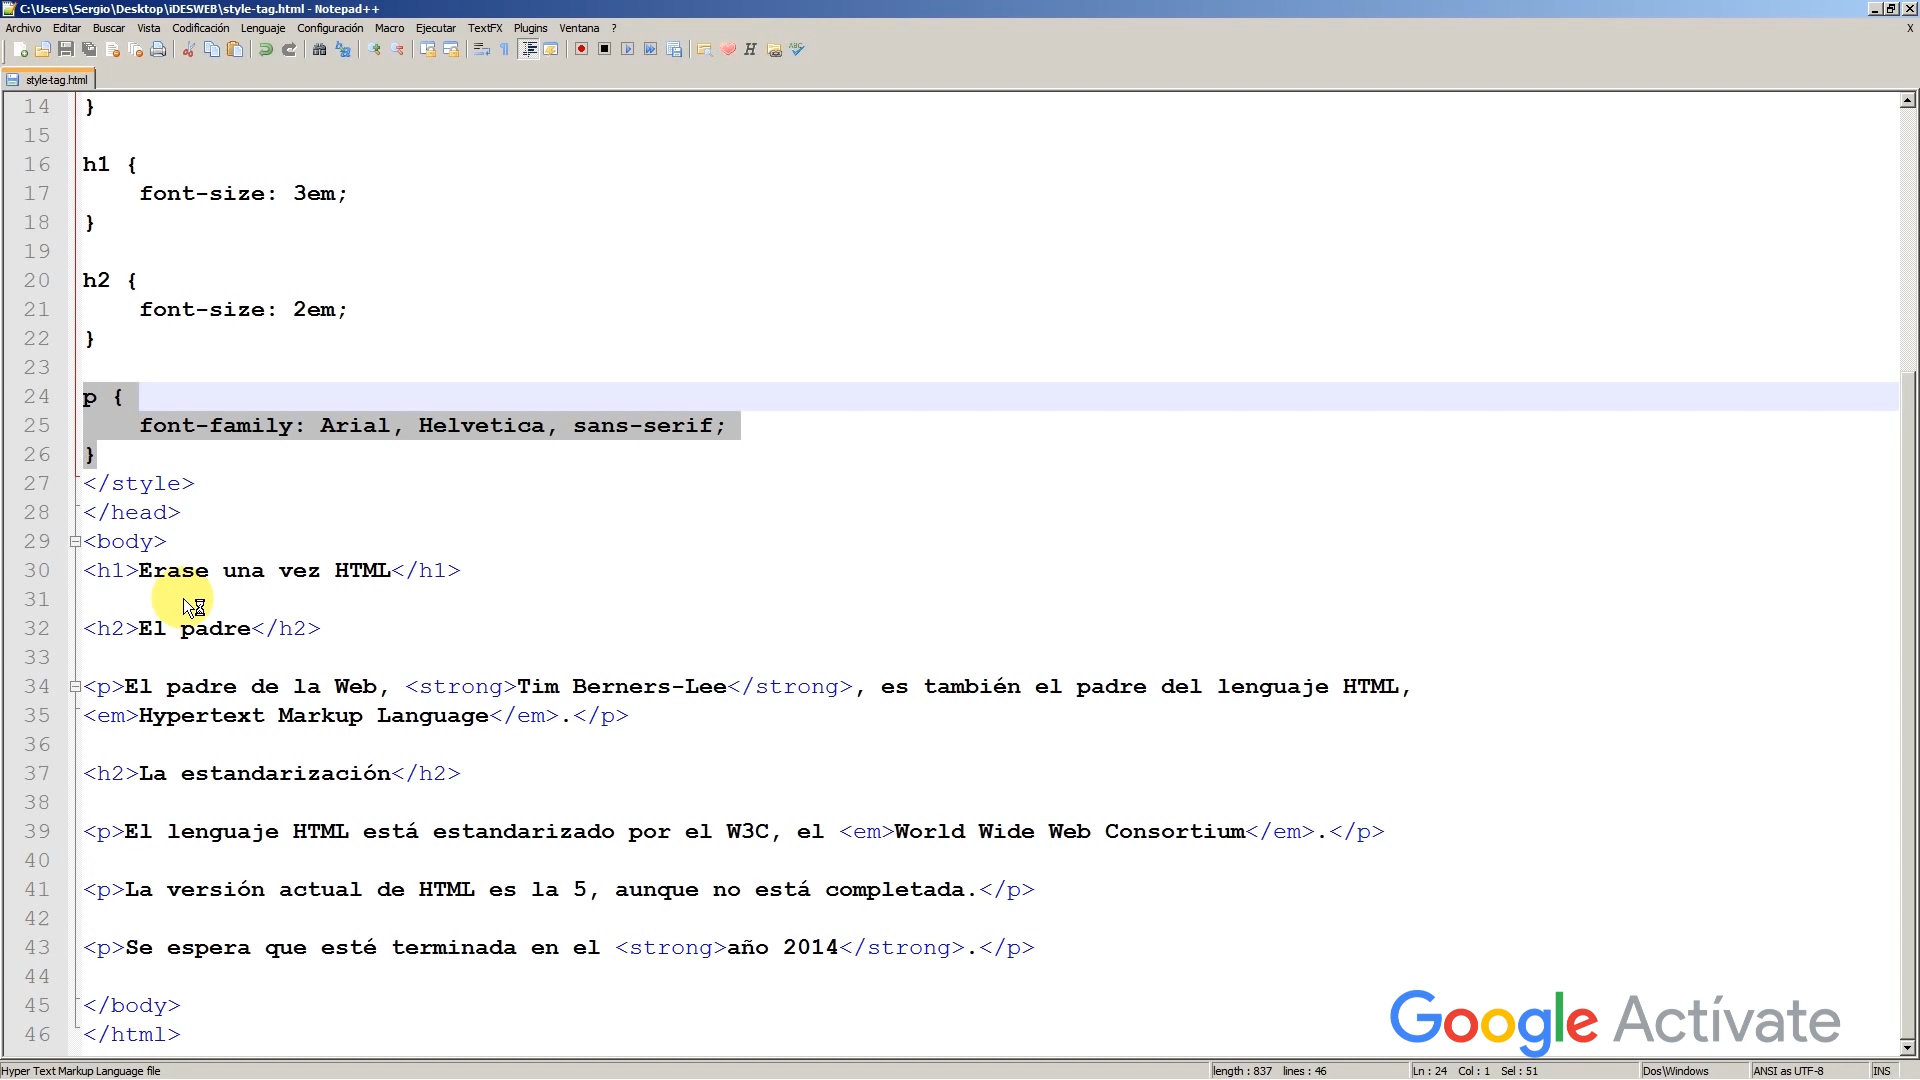 C:\Users\Sergio\Desktop\iDESWEB\style-tag.html - Notepad++
Archivo Editar Buscar Vista Codificación Lenguaje Configuración Macro Ejecutar TextFX Plugins Ventana ? X
style-tag.html
14 }
15
16 h1 {
17 font-size: 3em;
18 }
19
20 h2 {
21 font-size: 2em;
22 }
23
24 p {
25 font-family: Arial, Helvetica, sans-serif;
26 }
27 </style>
28 </head>
29 <body>
30 <h1>Erase una vez HTML</h1>
31
32 <h2>El padre</h2>
33
34 <p>El padre de la Web, <strong>Tim Berners-Lee</strong>, es también el padre del lenguaje HTML,
35 <em>Hypertext Markup Language</em>.</p>
36
37 <h2>La estandarización</h2>
38
39 <p>El lenguaje HTML está estandarizado por el W3C, el <em>World Wide Web Consortium</em>.</p>
40
41 <p>La versión actual de HTML es la 5, aunque no está completada.</p>
42
43 <p>Se espera que esté terminada en el <strong>año 2014</strong>.</p>
44
45 </body>
46 </html>
Google Actívate
Hyper Text Markup Language file length : 837 lines : 46 Ln : 24 Col : 1 Sel : 51 Dos\Windows ANSI as UTF-8 INS